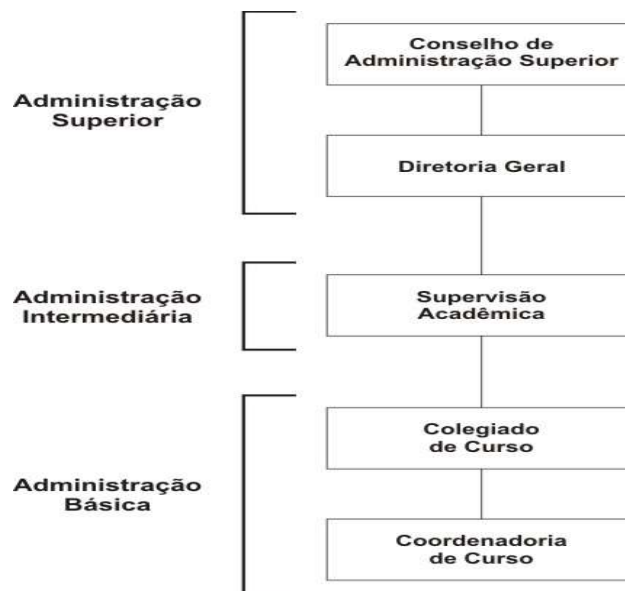 Administração
Superior
Conselho de
Administração Superior
Diretoria Geral
Administração
Intermediária
Supervisão
Acadêmica
Administração
Básica
Colegiado
de Curso
Coordenadoria
de Curso